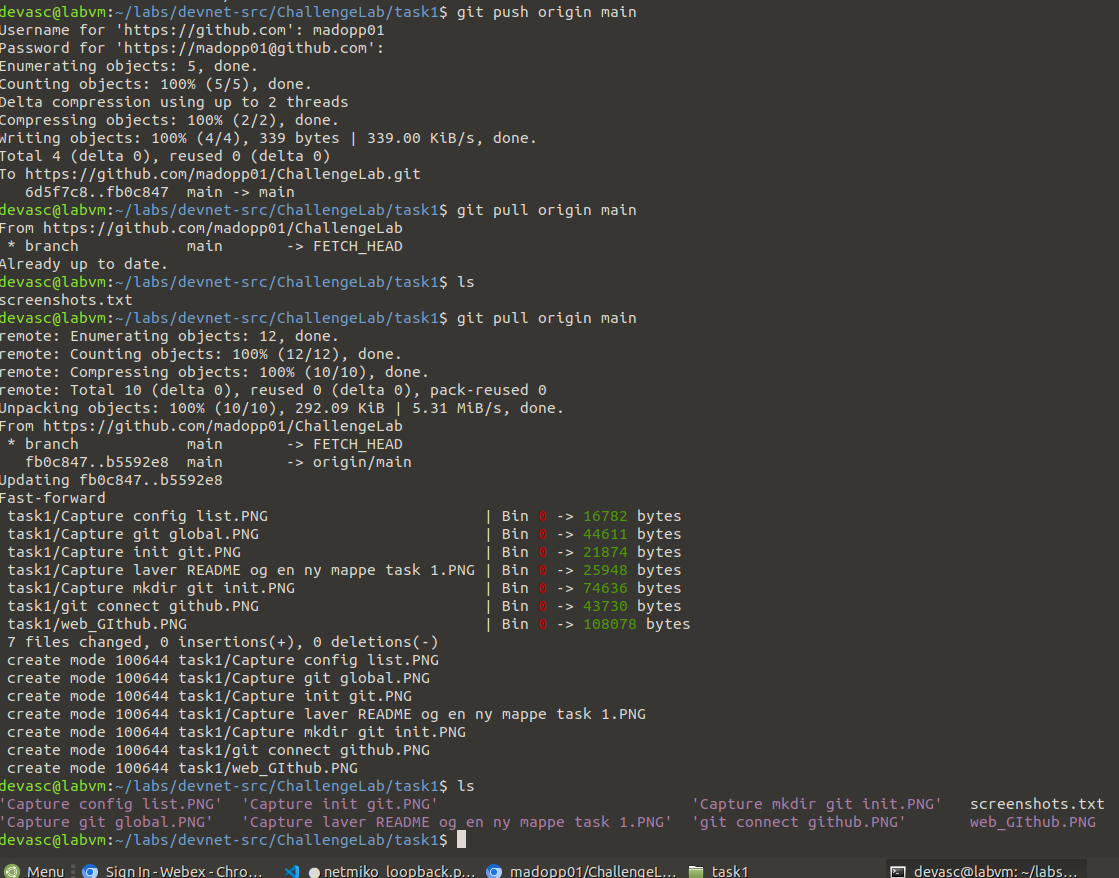 devasc@labvm:~/labs/devnet-src/ChallengeLab/task1$ git push origin main
Username for 'https://github.com': madopp01
Password for 'https://madopp01@github.com':
Enumerating objects: 5, done.
Counting objects: 100% (5/5), done.
Delta compression using up to 2 threads
Compressing objects: 100% (2/2), done.
Writing objects: 100% (4/4), 339 bytes | 339.00 KiB/s, done.
Total 4 (delta 0), reused 0 (delta 0)
To https://github.com/madopp01/ChallengeLab.git
   6d5f7c8..fb0c847  main -> main
devasc@labvm:~/labs/devnet-src/ChallengeLab/task1$ git pull origin main
From https://github.com/madopp01/ChallengeLab
 * branch            main       -> FETCH_HEAD
Already up to date.
devasc@labvm:~/labs/devnet-src/ChallengeLab/task1$ ls
screenshots.txt
devasc@labvm:~/labs/devnet-src/ChallengeLab/task1$ git pull origin main
remote: Enumerating objects: 12, done.
remote: Counting objects: 100% (12/12), done.
remote: Compressing objects: 100% (10/10), done.
remote: Total 10 (delta 0), reused 0 (delta 0), pack-reused 0
Unpacking objects: 100% (10/10), 292.09 KiB | 5.31 MiB/s, done.
From https://github.com/madopp01/ChallengeLab
 * branch            main       -> FETCH_HEAD
   fb0c847..b5592e8  main       -> origin/main
Updating fb0c847..b5592e8
Fast-forward
 task1/Capture config list.PNG                        | Bin 0 -> 16782 bytes
 task1/Capture git global.PNG                         | Bin 0 -> 44611 bytes
 task1/Capture init git.PNG                           | Bin 0 -> 21874 bytes
 task1/Capture laver README og en ny mappe task 1.PNG | Bin 0 -> 25948 bytes
 task1/Capture mkdir git init.PNG                     | Bin 0 -> 74636 bytes
 task1/git connect github.PNG                         | Bin 0 -> 43730 bytes
 task1/web_GIthub.PNG                                 | Bin 0 -> 108078 bytes
 7 files changed, 0 insertions(+), 0 deletions(-)
 create mode 100644 task1/Capture config list.PNG
 create mode 100644 task1/Capture git global.PNG
 create mode 100644 task1/Capture init git.PNG
 create mode 100644 task1/Capture laver README og en ny mappe task 1.PNG
 create mode 100644 task1/Capture mkdir git init.PNG
 create mode 100644 task1/git connect github.PNG
 create mode 100644 task1/web_GIthub.PNG
devasc@labvm:~/labs/devnet-src/ChallengeLab/task1$ ls
'Capture config list.PNG'  'Capture init git.PNG'                            'Capture mkdir git init.PNG'   screenshots.txt
'Capture git global.PNG'   'Capture laver README og en ny mappe task 1.PNG'  'git connect github.PNG'       web_GIthub.PNG
devasc@labvm:~/labs/devnet-src/ChallengeLab/task1$
Menu Sign In - Webex - Chro... netmiko_loopback.p... madopp01/ChallengeL... task1 devasc@labvm: ~/labs...